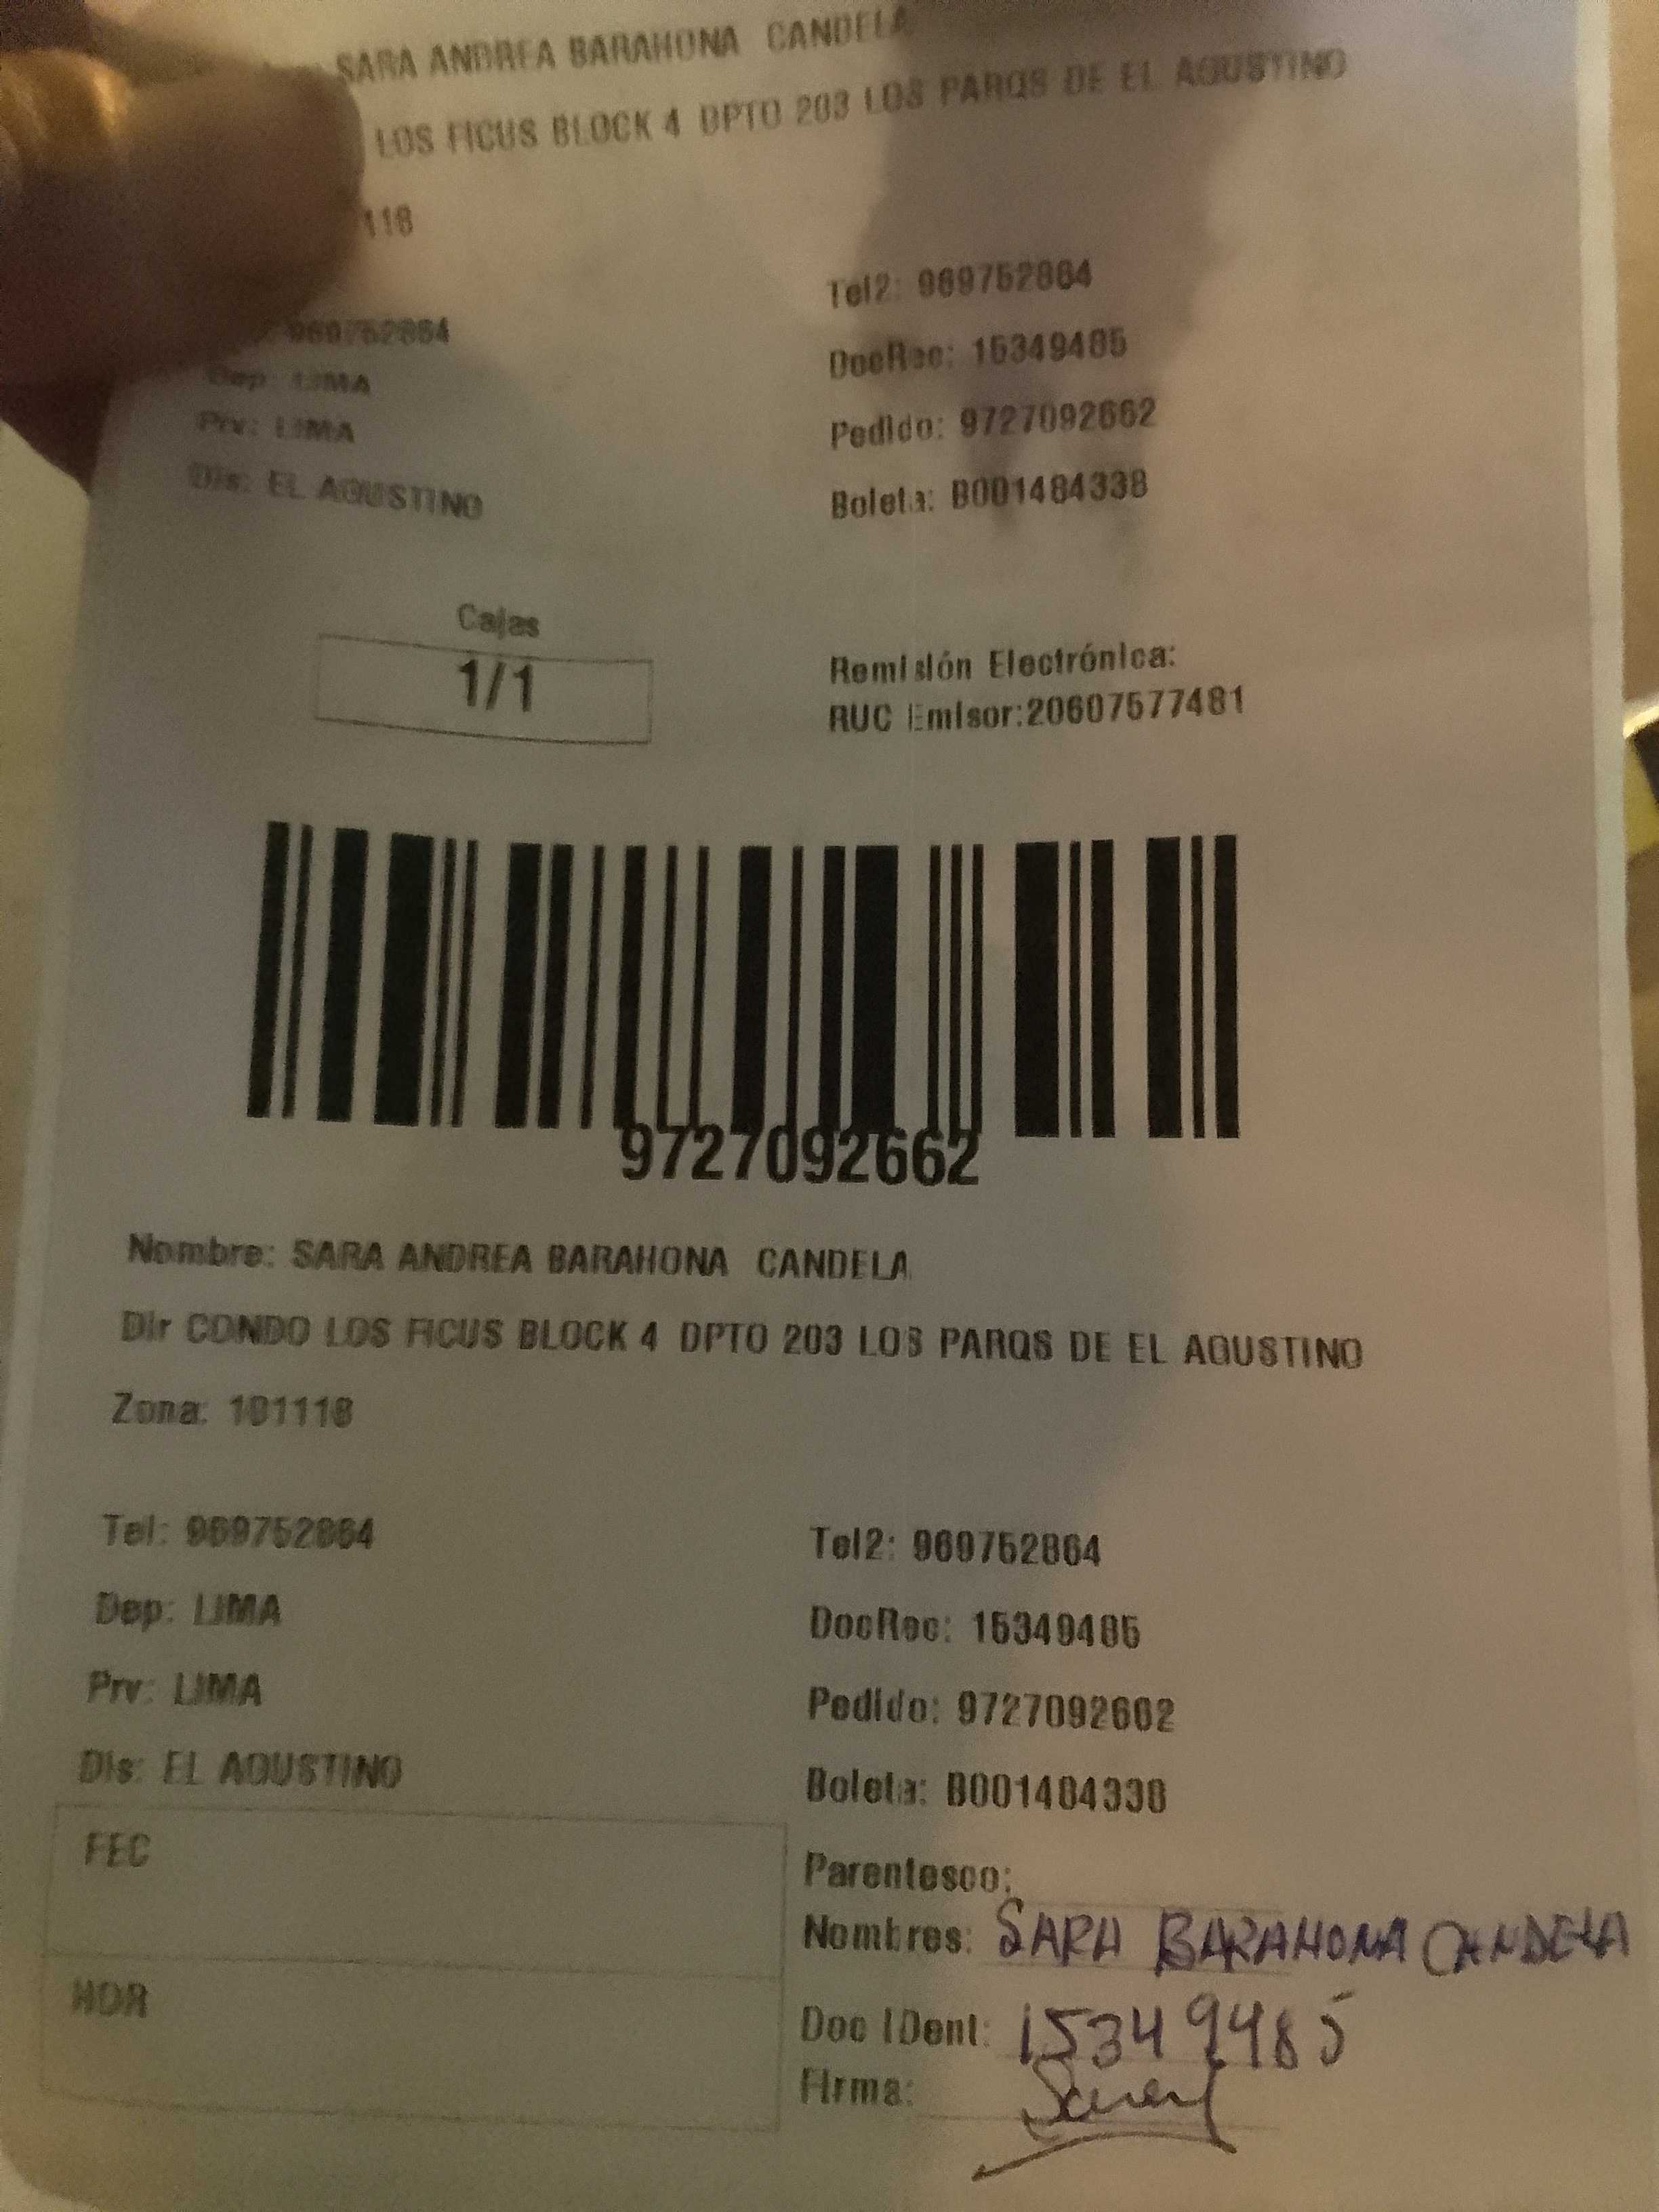 SARA ANDREA BARAHONA CANDELA
LOS FICUS BLOCK 4 DPTO 203 LOS PARQS DE EL AGUSTINO
118
969752864
Tel2: 969752864
Dep: LIMA
DocRec: 15349485
Prv: LIMA
Pedido: 9727092662
Dis: EL AGUSTINO
Boleta: B001484338
Cajas
1/1
Remisión Electrónica:
RUC Emisor:20607577481
9727092662
Nombre: SARA ANDREA BARAHONA CANDELA
Dir CONDO LOS FICUS BLOCK 4 DPTO 203 LOS PARQS DE EL AGUSTINO
Zona: 101118
Tel: 969752864
Tel2: 969752864
Dep: LIMA
DocRec: 15349485
Prv: LIMA
Pedido: 9727092662
Dis: EL AGUSTINO
Boleta: B001484338
FEC
Parentesco:
Nombres: SARA BARAHONA CANDELA
HOR
Doc IDent: 15349485
Firma: